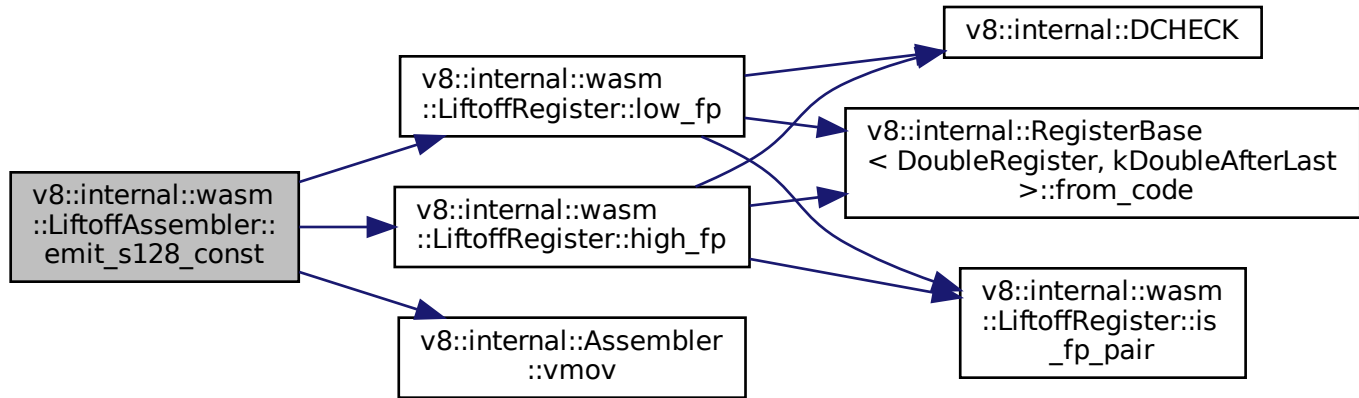 v8::internal::wasm
::LiftoffAssembler::
emit_s128_const
v8::internal::wasm
::LiftoffRegister::low_fp
v8::internal::wasm
::LiftoffRegister::high_fp
v8::internal::Assembler
::vmov
v8::internal::DCHECK
v8::internal::RegisterBase
< DoubleRegister, kDoubleAfterLast
>::from_code
v8::internal::wasm
::LiftoffRegister::is
_fp_pair